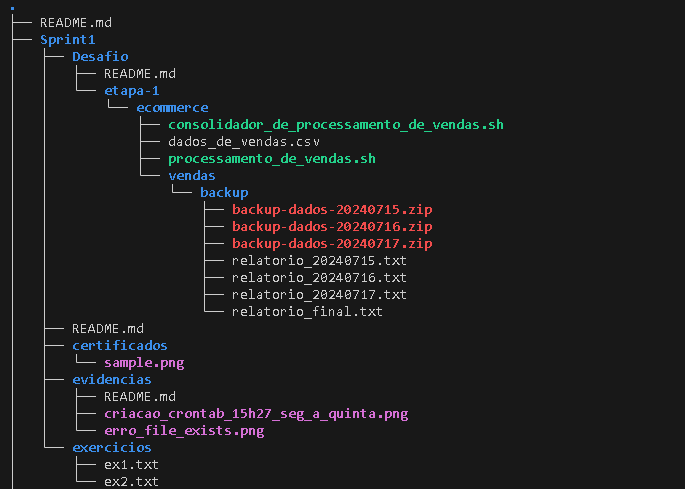 .
├── README.md
├── Sprint1
│   ├── Desafio
│   │   ├── README.md
│   │   └── etapa-1
│   │       └── ecommerce
│   │           ├── consolidador_de_processamento_de_vendas.sh
│   │           ├── dados_de_vendas.csv
│   │           ├── processamento_de_vendas.sh
│   │           └── vendas
│   │               └── backup
│   │                   ├── backup-dados-20240715.zip
│   │                   ├── backup-dados-20240716.zip
│   │                   ├── backup-dados-20240717.zip
│   │                   ├── relatorio_20240715.txt
│   │                   ├── relatorio_20240716.txt
│   │                   ├── relatorio_20240717.txt
│   │                   └── relatorio_final.txt
│   ├── README.md
│   ├── certificados
│   │   └── sample.png
│   ├── evidencias
│   │   ├── README.md
│   │   ├── criacao_crontab_15h27_seg_a_quinta.png
│   │   └── erro_file_exists.png
│   └── exercicios
│       ├── ex1.txt
│       └── ex2.txt